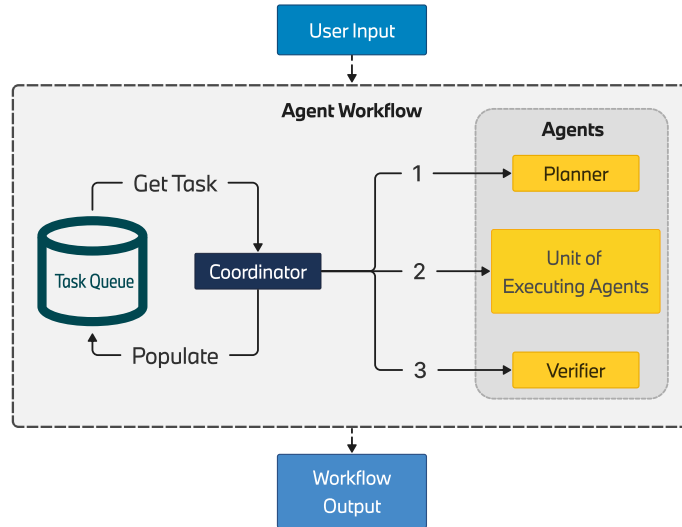 User Input
Agent Workflow
Agents
Get Task
1
Planner
Task Queue
Coordinator
2
Unit of
Executing Agents
Populate
3
Verifier
Workflow
Output